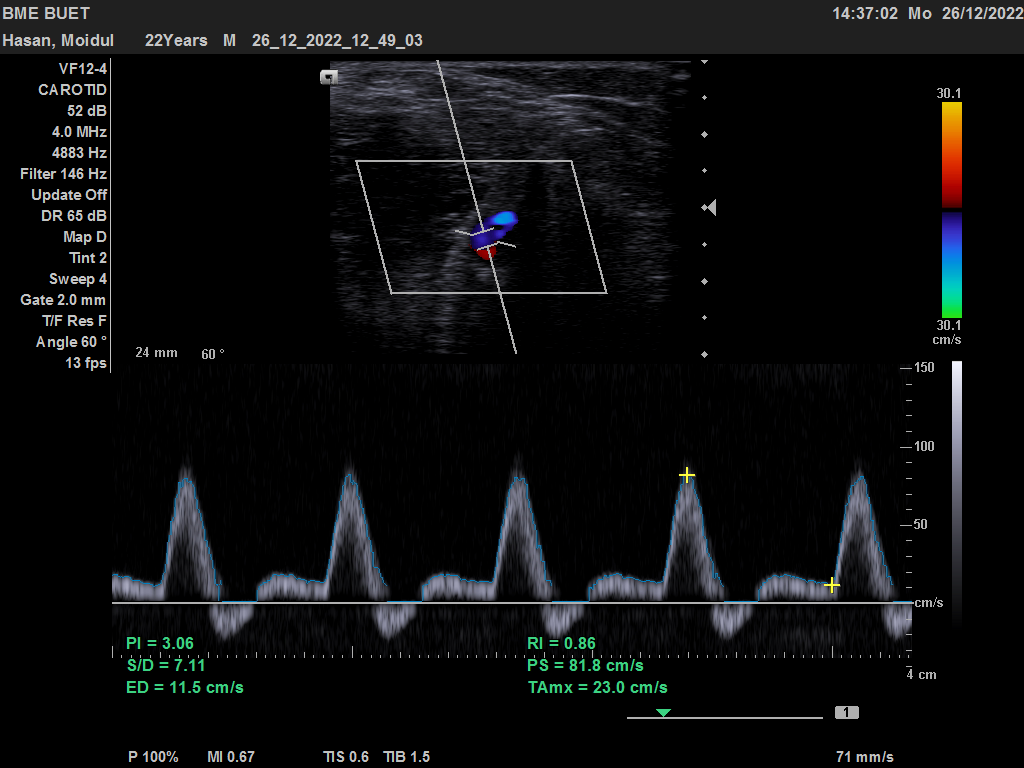 BME BUET 14:37:02 Mo 26/12/2022
Hasan, Moidul 22Years M 26_12_2022_12_49_03
VF12-4
CAROTID
52 dB
4.0 MHz
4883 Hz
Filter 146 Hz
Update Off
DR 65 dB
Map D
Tint 2
Sweep 4
Gate 2.0 mm
T/F Res F
Angle 60 °
13 fps
24 mm 60 °
30.1
30.1
cm/s
150
100
50
cm/s
4 cm
PI = 3.06 RI = 0.86
S/D = 7.11 PS = 81.8 cm/s
ED = 11.5 cm/s TAmx = 23.0 cm/s
1
P 100% MI 0.67 TIS 0.6 TIB 1.5 71 mm/s